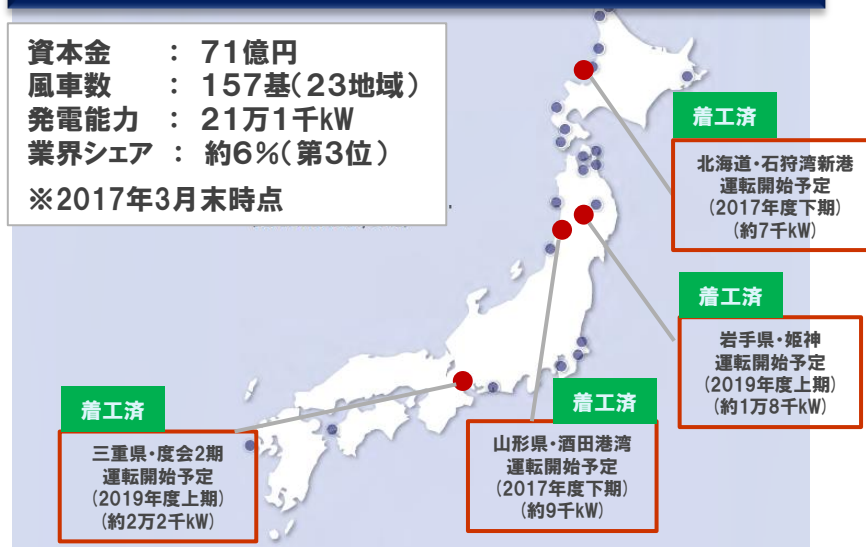 資本金　　： 71億円
風車数　　： 157基(23地域)
発電能力　： 21万1千kW
業界シェア ： 約6%(第3位)
※2017年3月末時点
着工済
北海道・石狩湾新港
運転開始予定
(2017年度下期)
(約7千kW)
着工済
岩手県・姫神
運転開始予定
(2019年度上期)
(約1万8千kW)
着工済
山形県・酒田港湾
運転開始予定
(2017年度下期)
(約9千kW)
着工済
三重県・度会2期
運転開始予定
(2019年度上期)
(約2万2千kW)